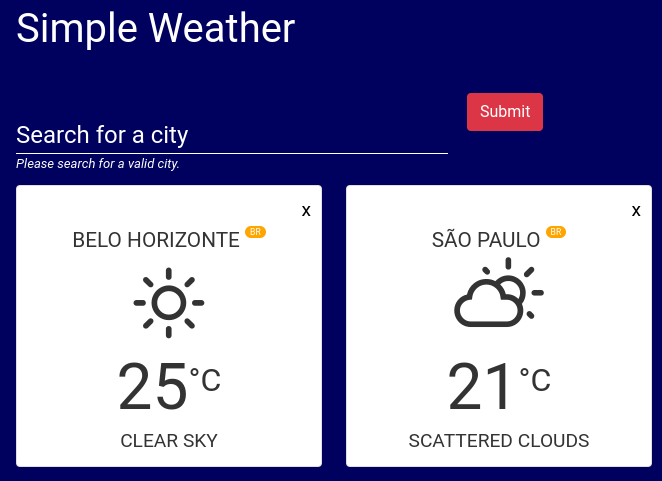 Simple Weather
Submit
Search for a city
Please search for a valid city.
x
BELO HORIZONTE BR
25°C
CLEAR SKY
x
SÃO PAULO BR
21°C
SCATTERED CLOUDS